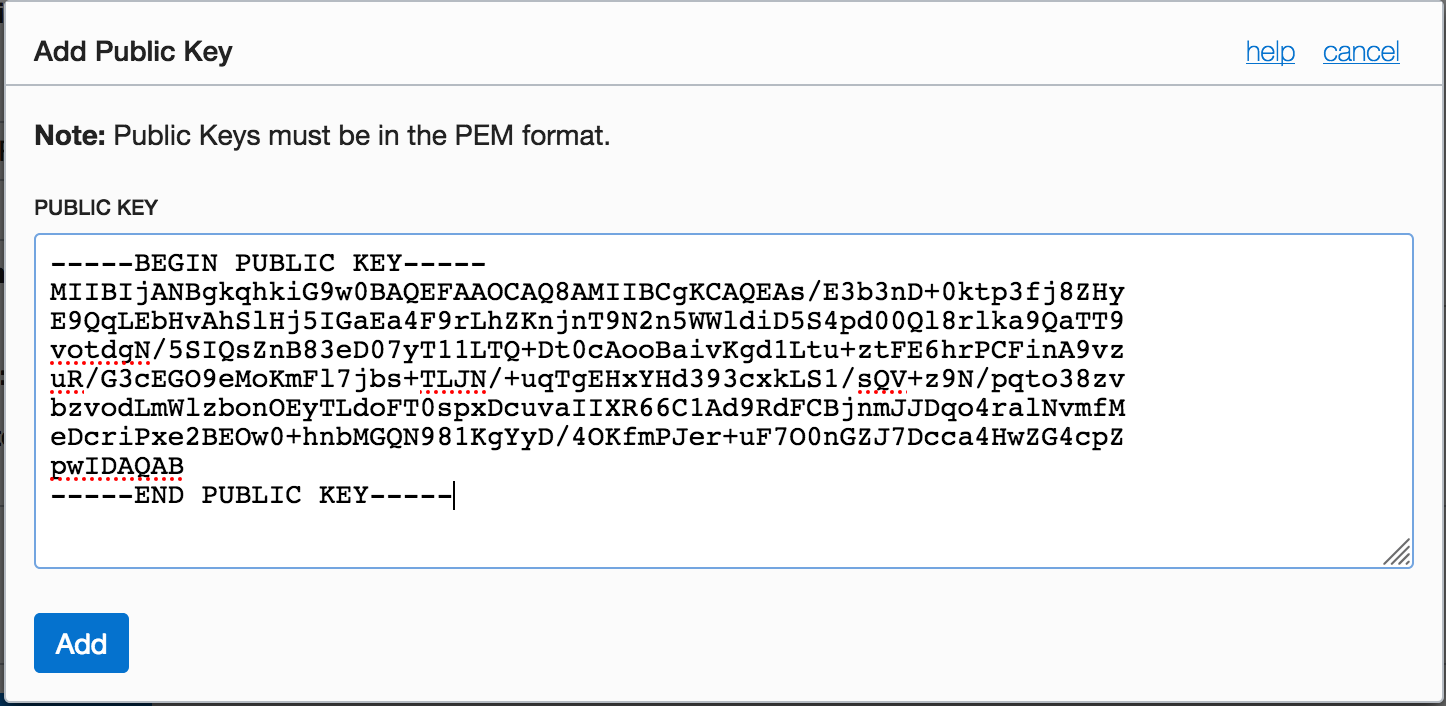 Add Public Key
help cancel
Note: Public Keys must be in the PEM format.
PUBLIC KEY
-----BEGIN PUBLIC KEY-----
MIIBIjANBgkqhkiG9w0BAQEFAAOCAQ8AMIIBCgKCAQEAs/E3b3nD+0ktp3fj8ZHy
E9QqLEbHvAhSlHj5IGaEa4F9rLhZKnjnT9N2n5WWldiD5S4pd00Ql8rlka9QaTT9
votdgN/5SIQsZnB83eD07yT11LTQ+Dt0cAooBaivKgd1Ltu+ztFE6hrPCFinA9vz
uR/G3cEGO9eMoKmFl7jbs+TLJN/+uqTgEHxYHd393cxkLS1/sQV+z9N/pqto38zv
bzvodLmWlzbonOEyTLdoFT0spxDcuvaIIXR66C1Ad9RdFCBjnmJJDqo4ralNvmfM
eDcriPxe2BEOw0+hnbMGQN981KgYyD/4OKfmPJer+uF7O0nGZJ7Dcca4HwZG4cpZ
pwIDAQAB
-----END PUBLIC KEY-----
Add